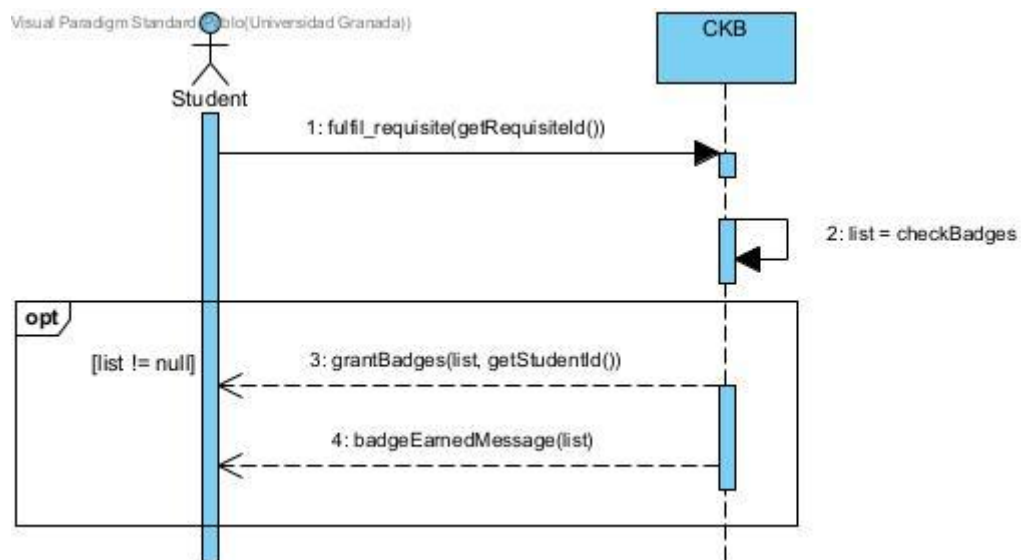 Visual Paradigm Standard Pablo(Universidad Granada))
CKB
Student
1: fulfil_requisite(getRequisiteId())
2: list = checkBadges
opt
[list != null]
3: grantBadges(list, getStudentId())
4: badgeEarnedMessage(list)